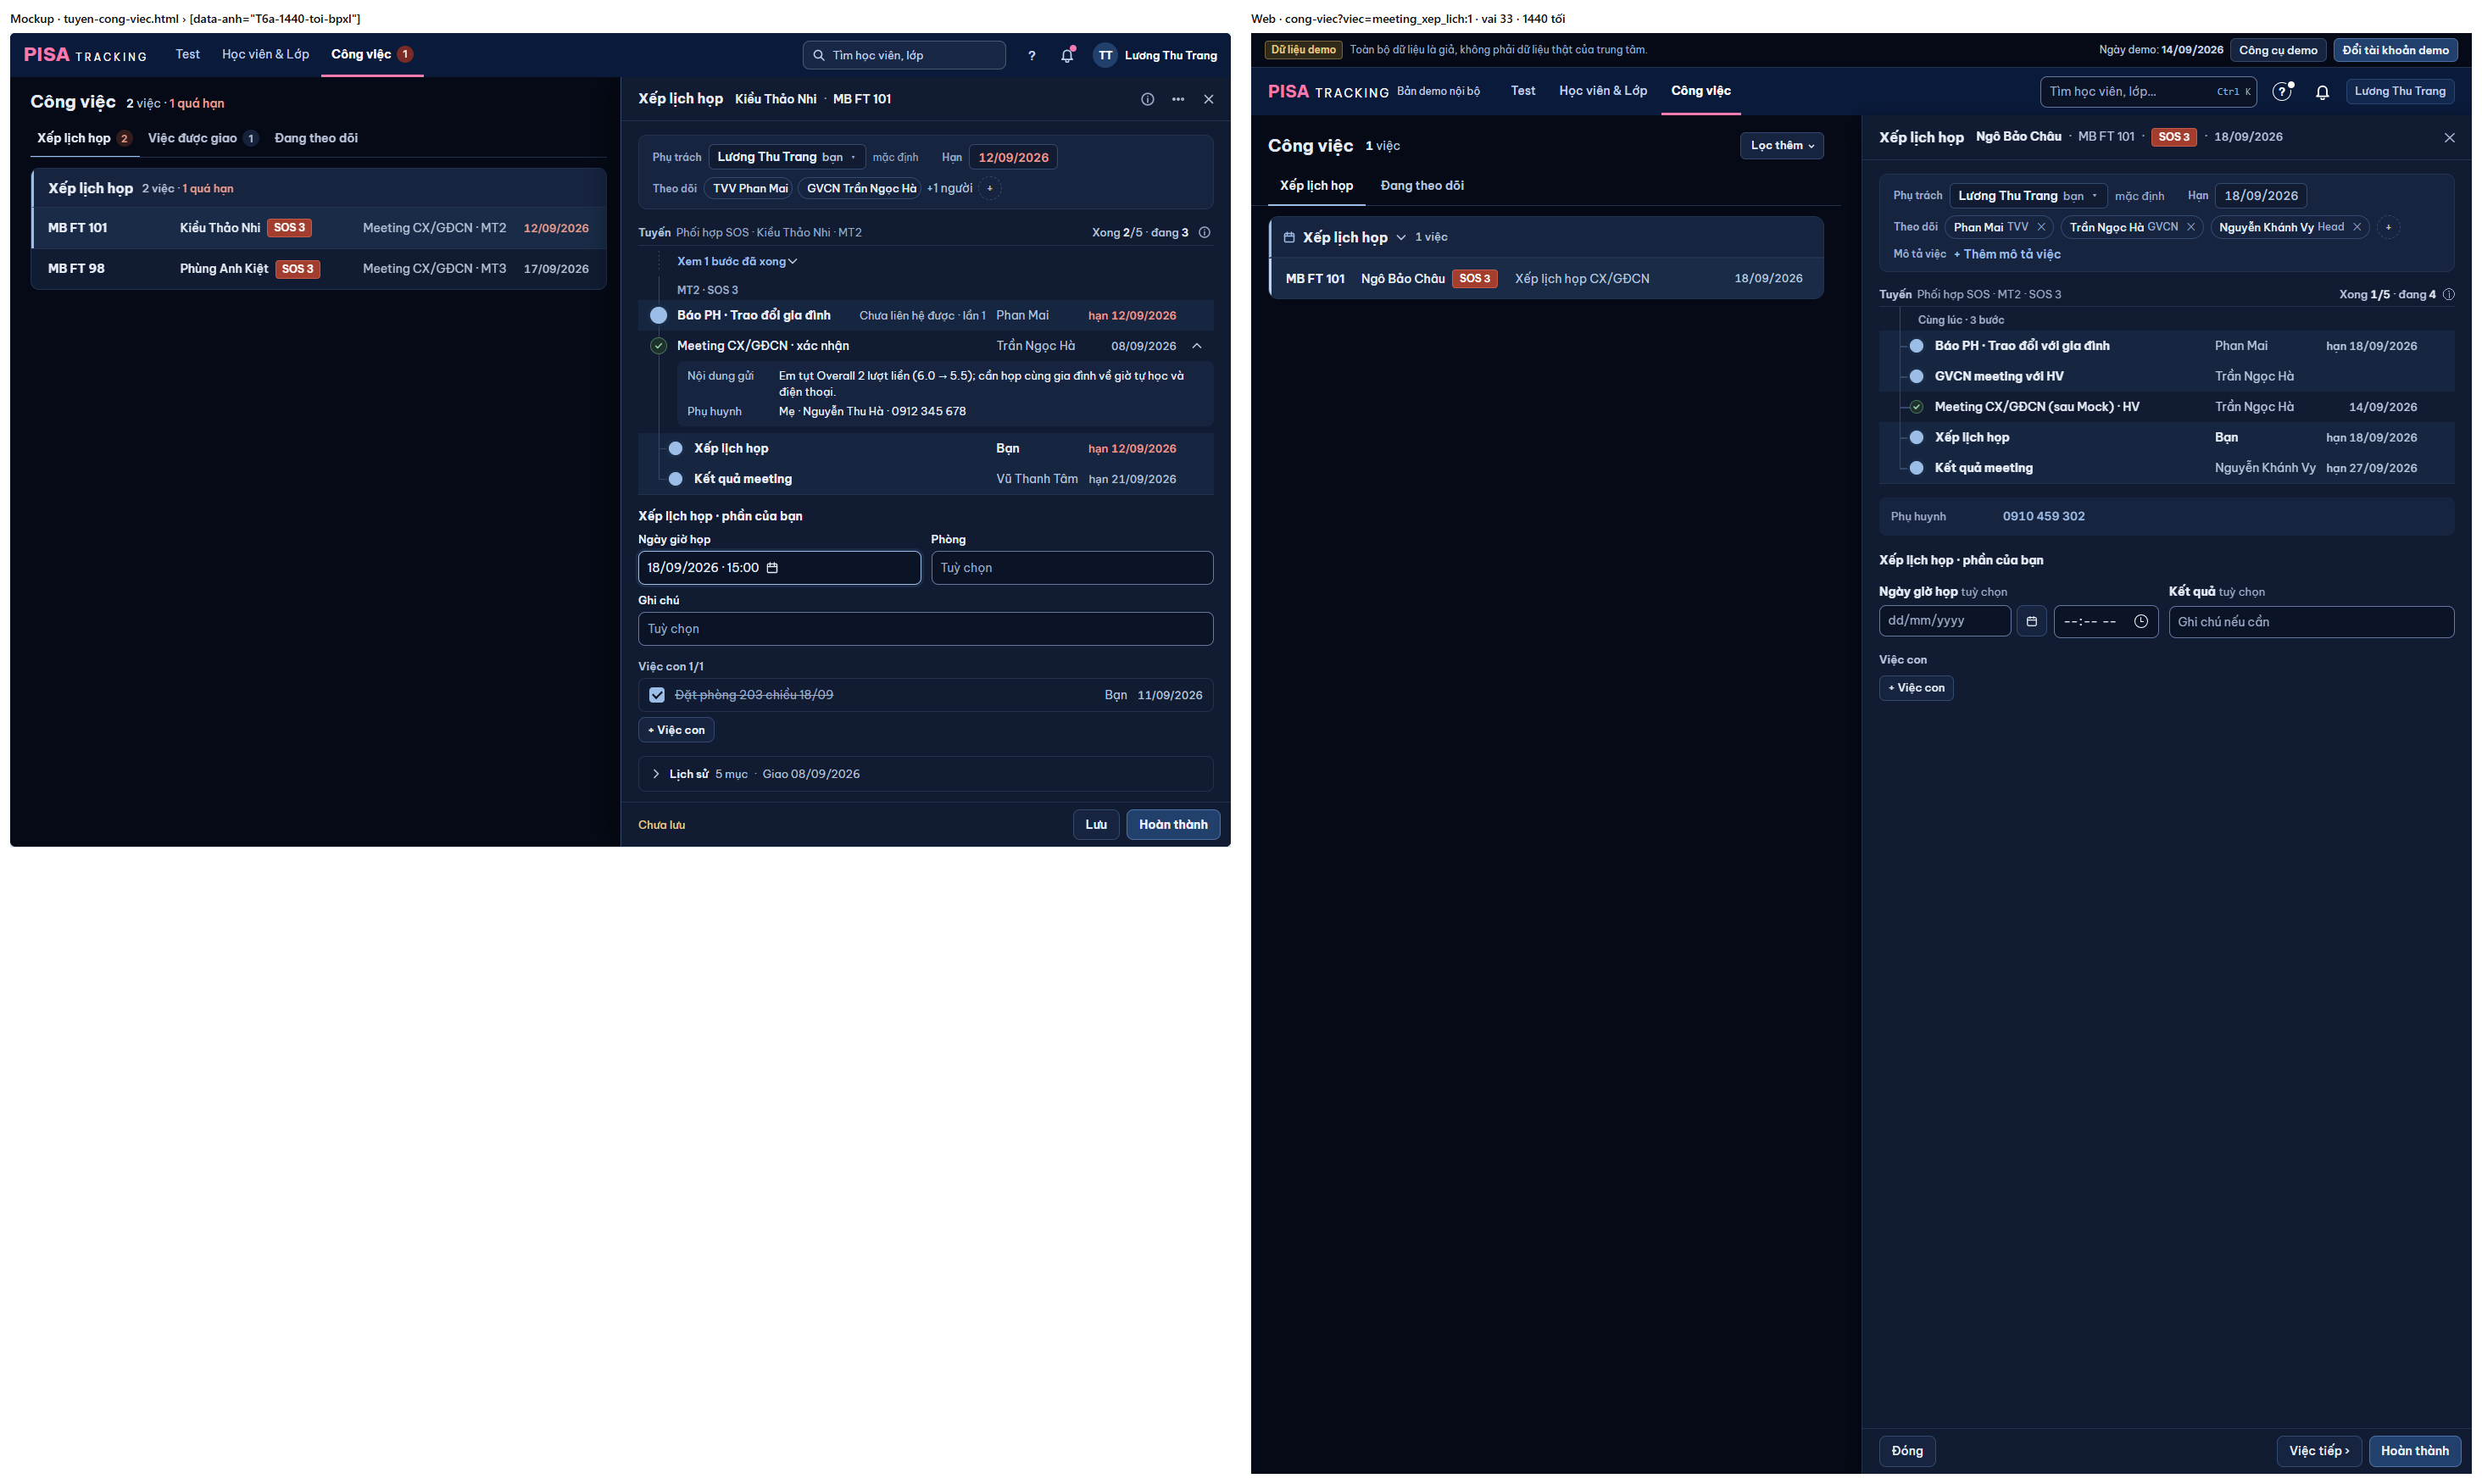 Mockup · tuyen-cong-viec.html › [data-anh="T6a-1440-toi-bpxl"]
PISA TRACKING Test Học viên & Lớp Công việc 1 Tìm học viên, lớp ? TT Lương Thu Trang
Công việc 2 việc · 1 quá hạn
Xếp lịch họp 2 Việc được giao 1 Đang theo dõi
Xếp lịch họp 2 việc · 1 quá hạn
MB FT 101 Kiều Thảo Nhi SOS 3 Meeting CX/GĐCN · MT2 12/09/2026
MB FT 98 Phùng Anh Kiệt SOS 3 Meeting CX/GĐCN · MT3 17/09/2026
Xếp lịch họp Kiều Thảo Nhi · MB FT 101
Phụ trách Lương Thu Trang bạn mặc định Hạn 12/09/2026
Theo dõi TVV Phan Mai GVCN Trần Ngọc Hà +1 người +
Tuyến Phối hợp SOS · Kiều Thảo Nhi · MT2 Xong 2/5 · đang 3
Xem 1 bước đã xong
MT2 · SOS 3
Báo PH · Trao đổi gia đình Chưa liên hệ được · lần 1 Phan Mai hạn 12/09/2026
Meeting CX/GĐCN · xác nhận Trần Ngọc Hà 08/09/2026
Nội dung gửi Em tụt Overall 2 lượt liền (6.0 → 5.5); cần họp cùng gia đình về giờ tự học và
điện thoại.
Phụ huynh Mẹ · Nguyễn Thu Hà · 0912 345 678
Xếp lịch họp Bạn hạn 12/09/2026
Kết quả meeting Vũ Thanh Tâm hạn 21/09/2026
Xếp lịch họp · phần của bạn
Ngày giờ họp Phòng
18/09/2026 · 15:00 Tuỳ chọn
Ghi chú
Tuỳ chọn
Việc con 1/1
Đặt phòng 203 chiều 18/09 Bạn 11/09/2026
+ Việc con
Lịch sử 5 mục · Giao 08/09/2026
Chưa lưu Lưu Hoàn thành
Web · cong-viec?viec=meeting_xep_lich:1 · vai 33 · 1440 tối
Dữ liệu demo Toàn bộ dữ liệu là giả, không phải dữ liệu thật của trung tâm. Ngày demo: 14/09/2026 Công cụ demo Đổi tài khoản demo
PISA TRACKING Bản demo nội bộ Test Học viên & Lớp Công việc Tìm học viên, lớp... Ctrl K ? Lương Thu Trang
Công việc 1 việc Lọc thêm
Xếp lịch họp Đang theo dõi
Xếp lịch họp 1 việc
MB FT 101 Ngô Bảo Châu SOS 3 Xếp lịch họp CX/GĐCN 18/09/2026
Xếp lịch họp Ngô Bảo Châu · MB FT 101 · SOS 3 · 18/09/2026
Phụ trách Lương Thu Trang bạn mặc định Hạn 18/09/2026
Theo dõi Phan Mai TVV Trần Ngọc Hà GVCN Nguyễn Khánh Vy Head +
Mô tả việc + Thêm mô tả việc
Tuyến Phối hợp SOS · MT2 · SOS 3 Xong 1/5 · đang 4
Cùng lúc · 3 bước
Báo PH · Trao đổi với gia đình Phan Mai hạn 18/09/2026
GVCN meeting với HV Trần Ngọc Hà
Meeting CX/GĐCN (sau Mock) · HV Trần Ngọc Hà 14/09/2026
Xếp lịch họp Bạn hạn 18/09/2026
Kết quả meeting Nguyễn Khánh Vy hạn 27/09/2026
Phụ huynh 0910 459 302
Xếp lịch họp · phần của bạn
Ngày giờ họp tuỳ chọn Kết quả tuỳ chọn
dd/mm/yyyy --:-- -- Ghi chú nếu cần
Việc con
+ Việc con
Đóng Việc tiếp › Hoàn thành